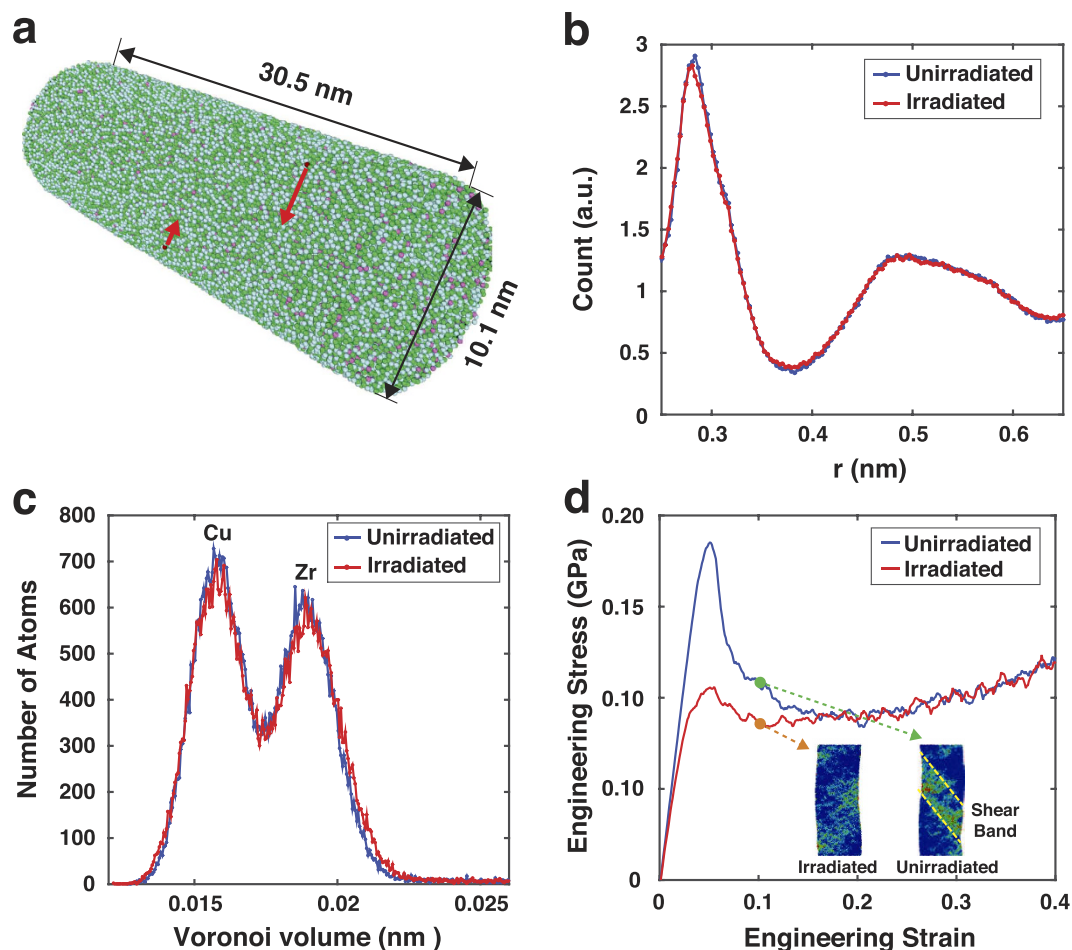 a
30.5 nm
10.1 nm
b
3
2.5
2
1.5
1
0.5
0
Unirradiated
Irradiated
Count (a.u.)
0.3 0.4 0.5 0.6
r (nm)
c
800
700
600
500
400
300
200
100
0
Cu
Zr
Unirradiated
Irradiated
Number of Atoms
0.015 0.02 0.025
Voronoi volume (nm )
d
0.20
0.15
0.10
0.10
0
Unirradiated
Irradiated
Engineering Stress (GPa)
Shear
Band
Irradiated Unirradiated
0 0.1 0.2 0.3 0.4
Engineering Strain